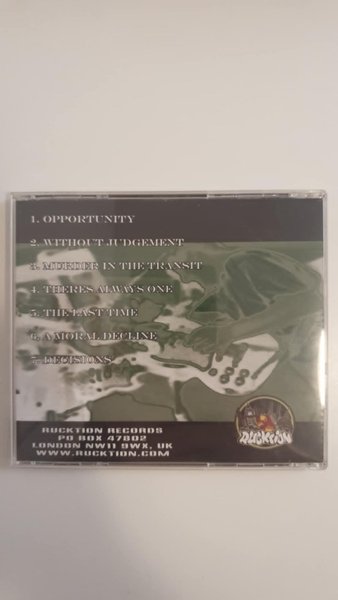 1. OPPORTUNITY
2. WITHOUT JUDGEMENT
3. MURDER IN THE TRANSIT
4. THERES ALWAYS ONE
5. THE LAST TIME
6. A MORAL DECLINE
7. DECISIONS
RUCKTION RECORDS
PO BOX 47802
LONDON NW11 9WX, UK
WWW.RUCKTION.COM
RUCKTION